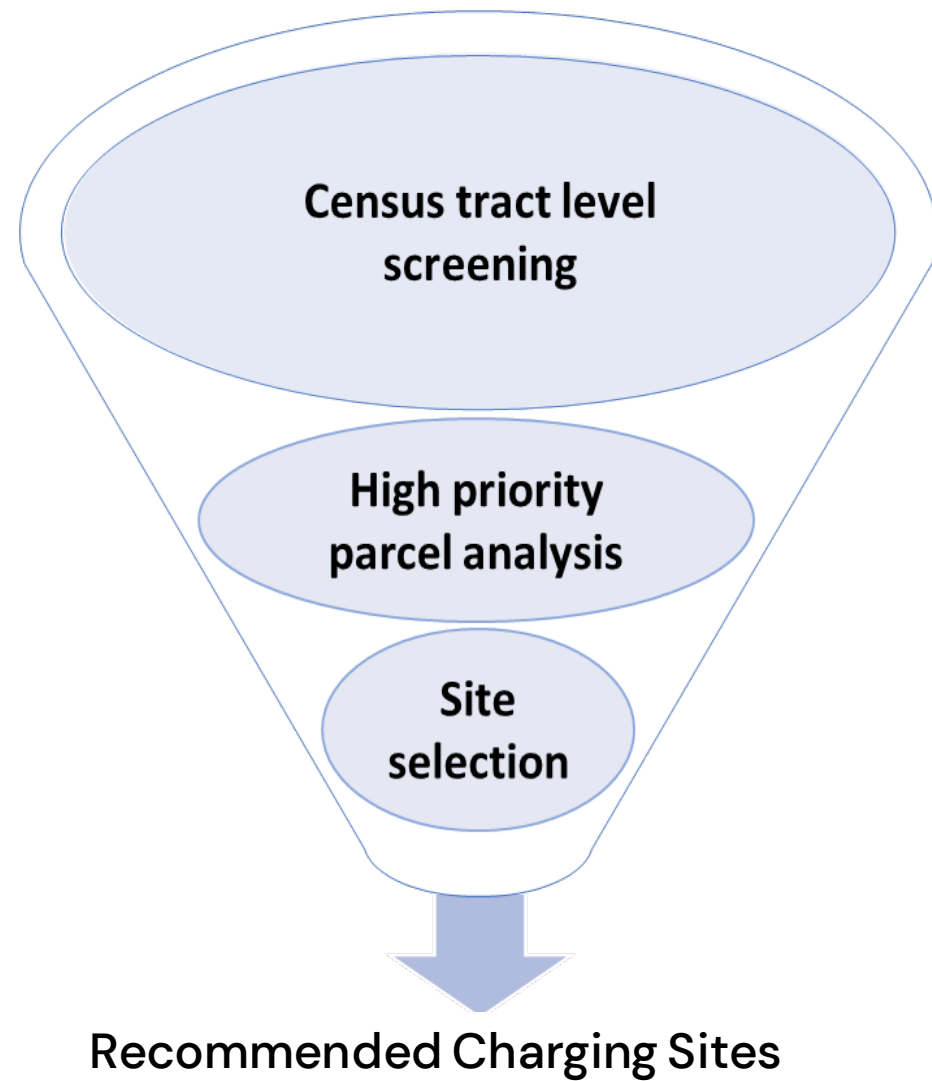 Census tract level
screening
High priority
parcel analysis
Site
selection
Recommended Charging Sites